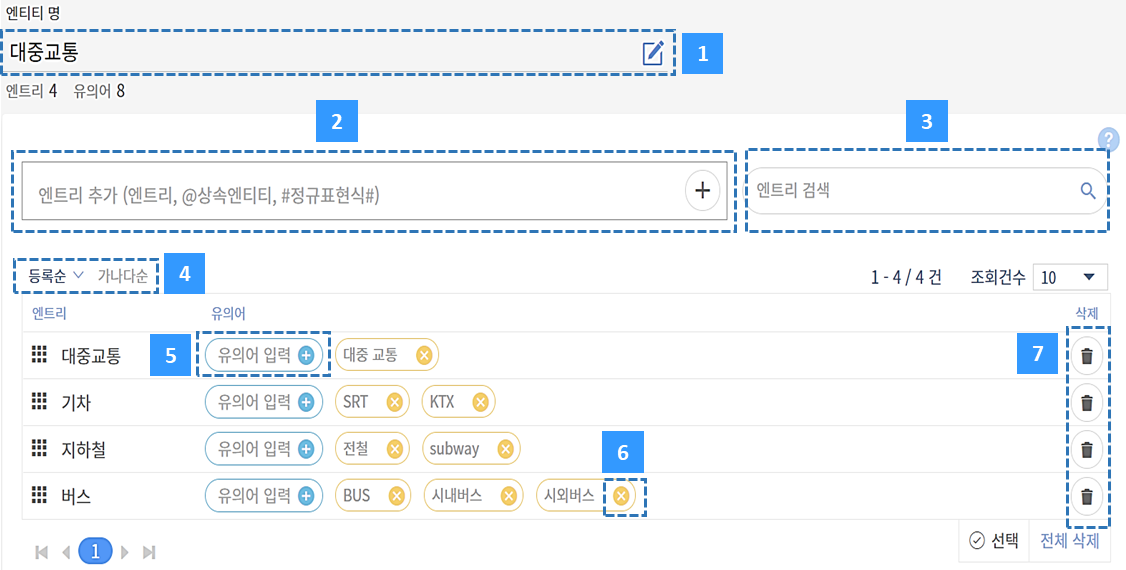 엔티티 명
대중교통
1
엔트리 4 유의어 8
2
3
?
엔트리 추가 (엔트리, @상속엔티티, #정규표현식#)
엔트리 검색
등록순 가나다순
4
1 - 4 / 4 건 조회건수 10
엔트리 유의어 삭제
대중교통 5 유의어 입력 대중 교통 7
기차 유의어 입력 SRT KTX
지하철 유의어 입력 전철 subway
6
버스 유의어 입력 BUS 시내버스 시외버스
1
선택 전체 삭제